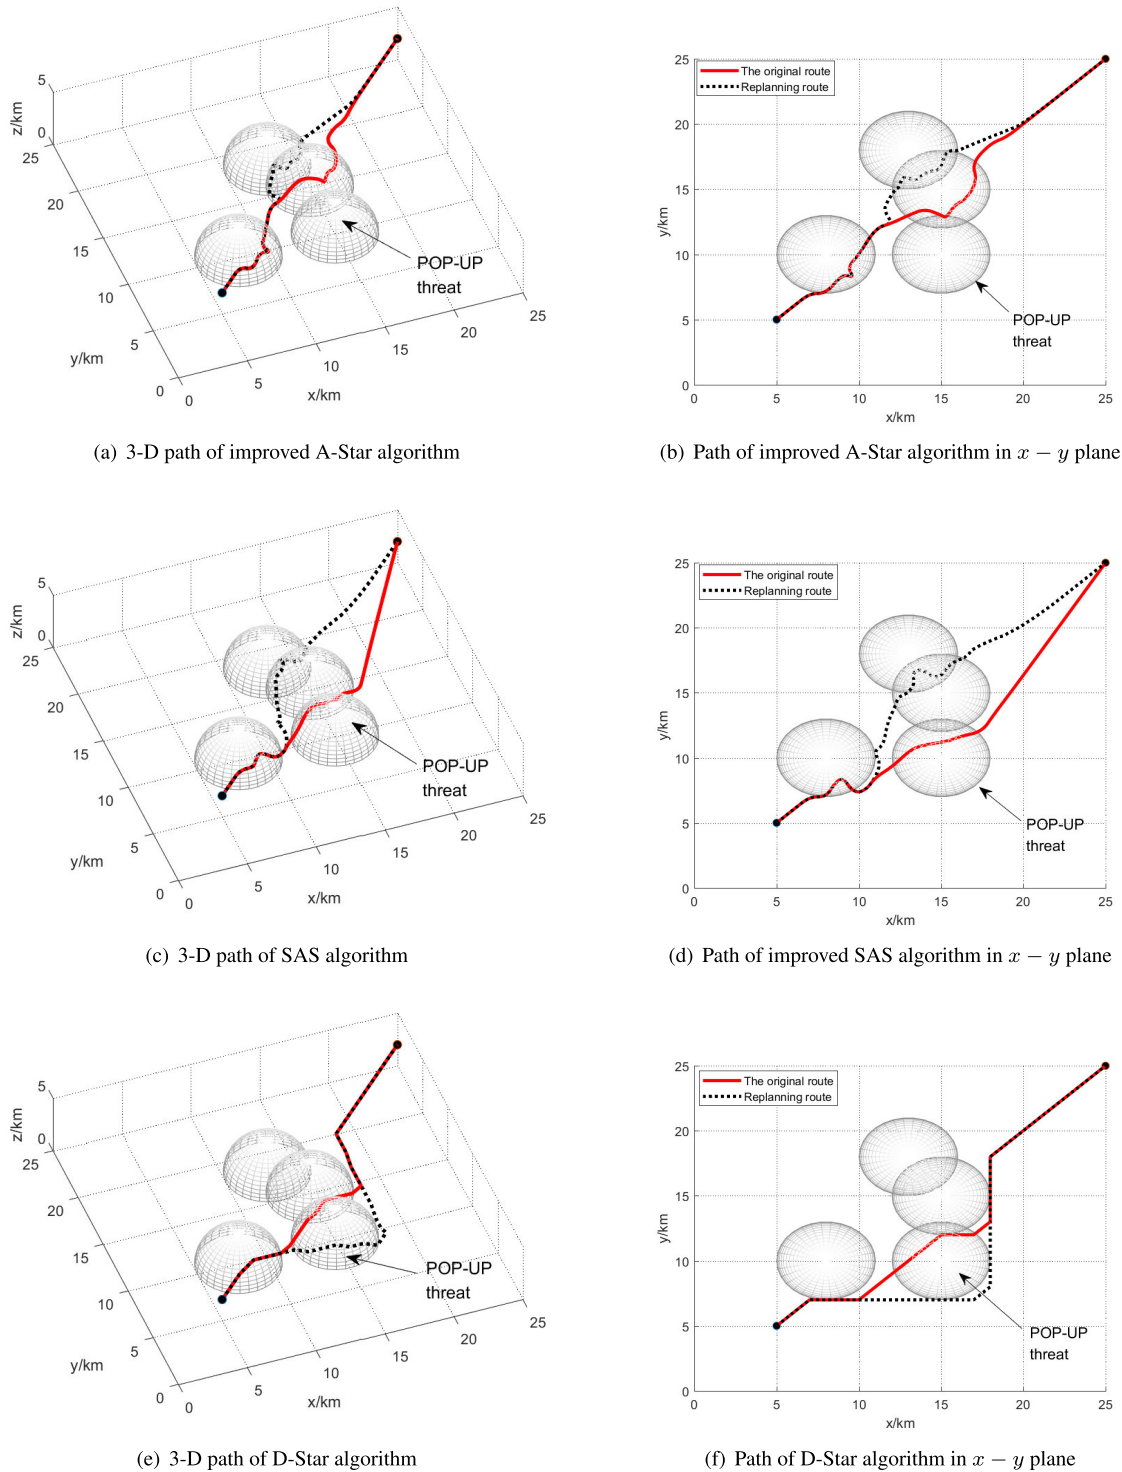 5
z/km
0
25
20
15
10
5
0
y/km
0
5
10
15
20
25
x/km
POP-UP
threat
(a) 3-D path of improved A-Star algorithm
25
20
15
10
5
0
y/km
The original route
Replanning route
POP-UP
threat
0
5
10
15
20
25
x/km
(b) Path of improved A-Star algorithm in x − y plane
5
z/km
0
25
20
15
10
5
0
y/km
0
5
10
15
20
25
x/km
POP-UP
threat
(c) 3-D path of SAS algorithm
25
20
15
10
5
0
y/km
The original route
Replanning route
POP-UP
threat
0
5
10
15
20
25
x/km
(d) Path of improved SAS algorithm in x − y plane
5
z/km
0
25
20
15
10
5
0
y/km
0
5
10
15
20
25
x/km
POP-UP
threat
(e) 3-D path of D-Star algorithm
25
20
15
10
5
0
y/km
The original route
Replanning route
POP-UP
threat
0
5
10
15
20
25
x/km
(f) Path of D-Star algorithm in x − y plane